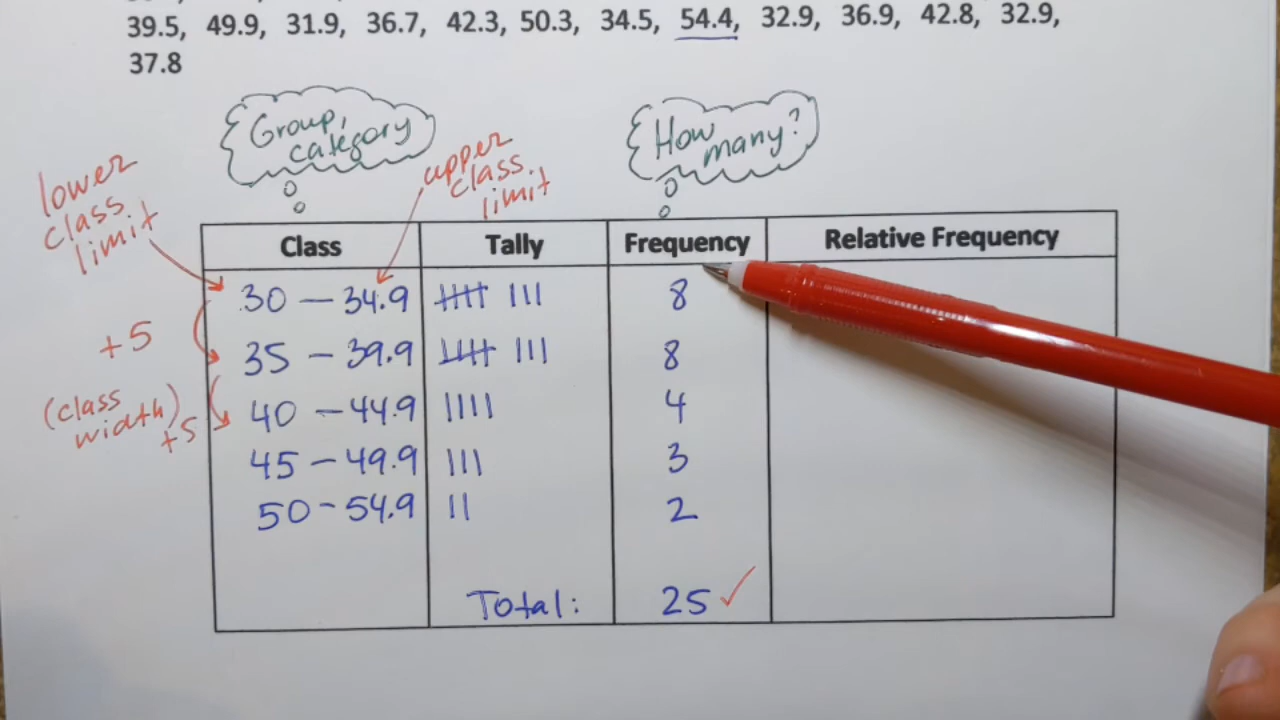 39.5, 49.9, 31.9, 36.7, 42.3, 50.3, 34.5, 54.4, 32.9, 36.9, 42.8, 32.9,
37.8
Group,
category
How
many?
lower
class
limit
upper
class
limit
Class Tally Frequency Relative Frequency
30 — 34.9 |||| ||| 8
+5
35 — 39.9 |||| ||| 8
(class
width)
+5
40 — 44.9 |||| 4
45 — 49.9 ||| 3
50 - 54.9 || 2
Total: 25 ✓